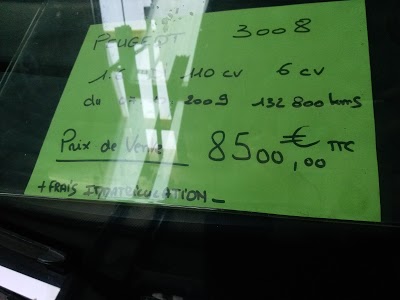 PEUGEOT 3008
110 CV 6 CV
du 2009 132 800 kms
Prix de Vente 8500,00 € TTC
+ FRAIS IMMATRICULATION _